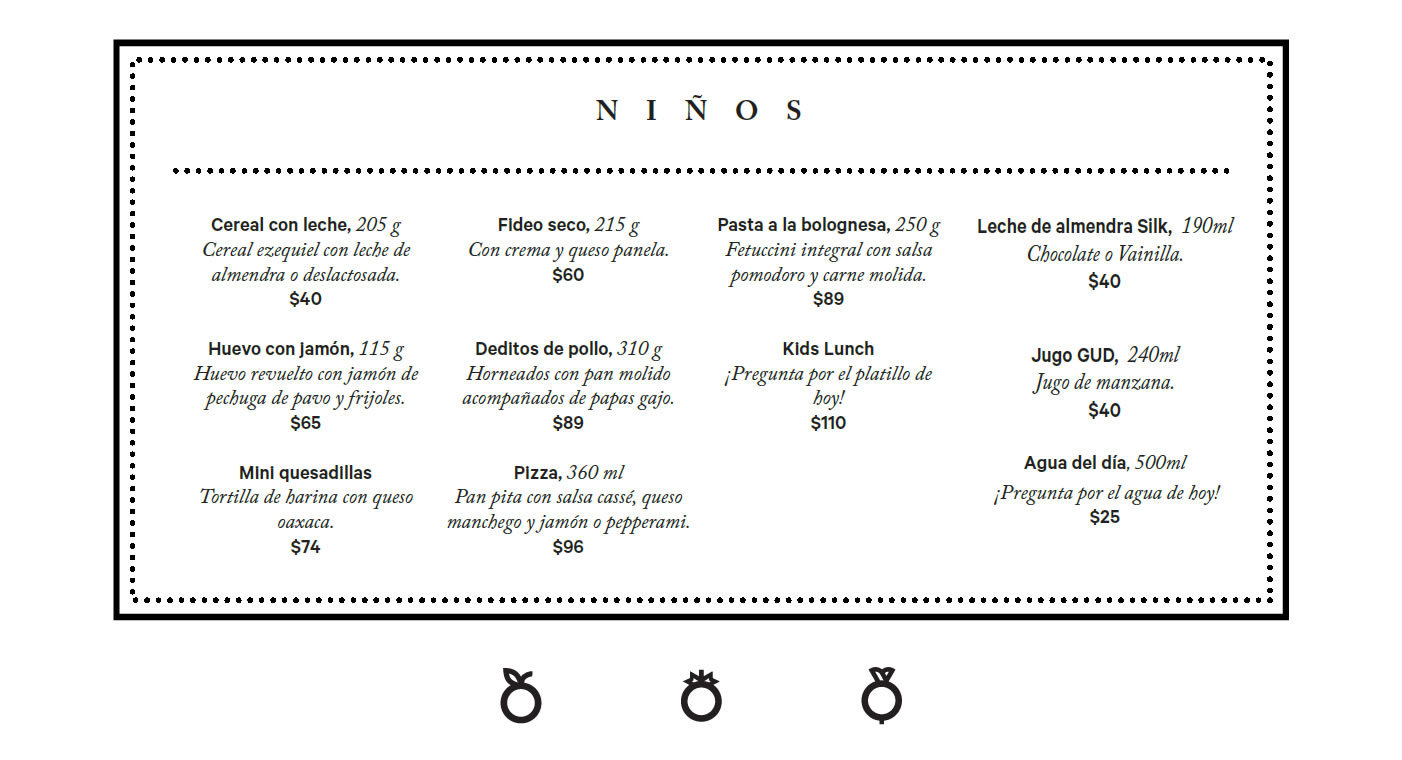 NIÑOS
Cereal con leche, 205 g
Cereal ezequiel con leche de
almendra o deslactosada.
$40
Huevo con jamón, 115 g
Huevo revuelto con jamón de
pechuga de pavo y frijoles.
$65
Mini quesadillas
Tortilla de harina con queso
oaxaca.
$74
Fideo seco, 215 g
Con crema y queso panela.
$60
Deditos de pollo, 310 g
Horneados con pan molido
acompañados de papas gajo.
$89
Pizza, 360 ml
Pan pita con salsa cassé, queso
manchego y jamón o pepperami.
$96
Pasta a la bolognesa, 250 g
Fetuccini integral con salsa
pomodoro y carne molida.
$89
Kids Lunch
¡Pregunta por el platillo de
hoy!
$110
Leche de almendra Silk, 190ml
Chocolate o Vainilla.
$40
Jugo GUD, 240ml
Jugo de manzana.
$40
Agua del día, 500ml
¡Pregunta por el agua de hoy!
$25